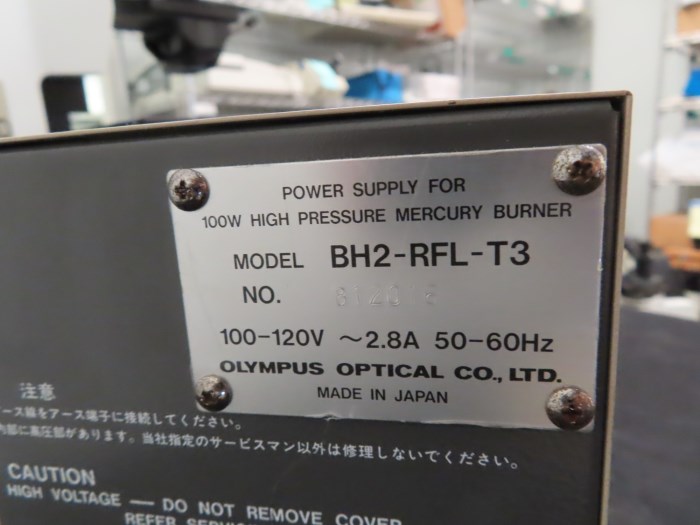 POWER SUPPLY FOR
100W HIGH PRESSURE MERCURY BURNER
MODEL BH2-RFL-T3
NO.
100-120V ~2.8A 50-60Hz
OLYMPUS OPTICAL CO., LTD.
MADE IN JAPAN
注意
ース線をアース端子に接続してください。
内部に高圧部があります。当社指定のサービスマン以外は修理しないでください。
CAUTION
HIGH VOLTAGE — DO NOT REMOVE COVER
REFER